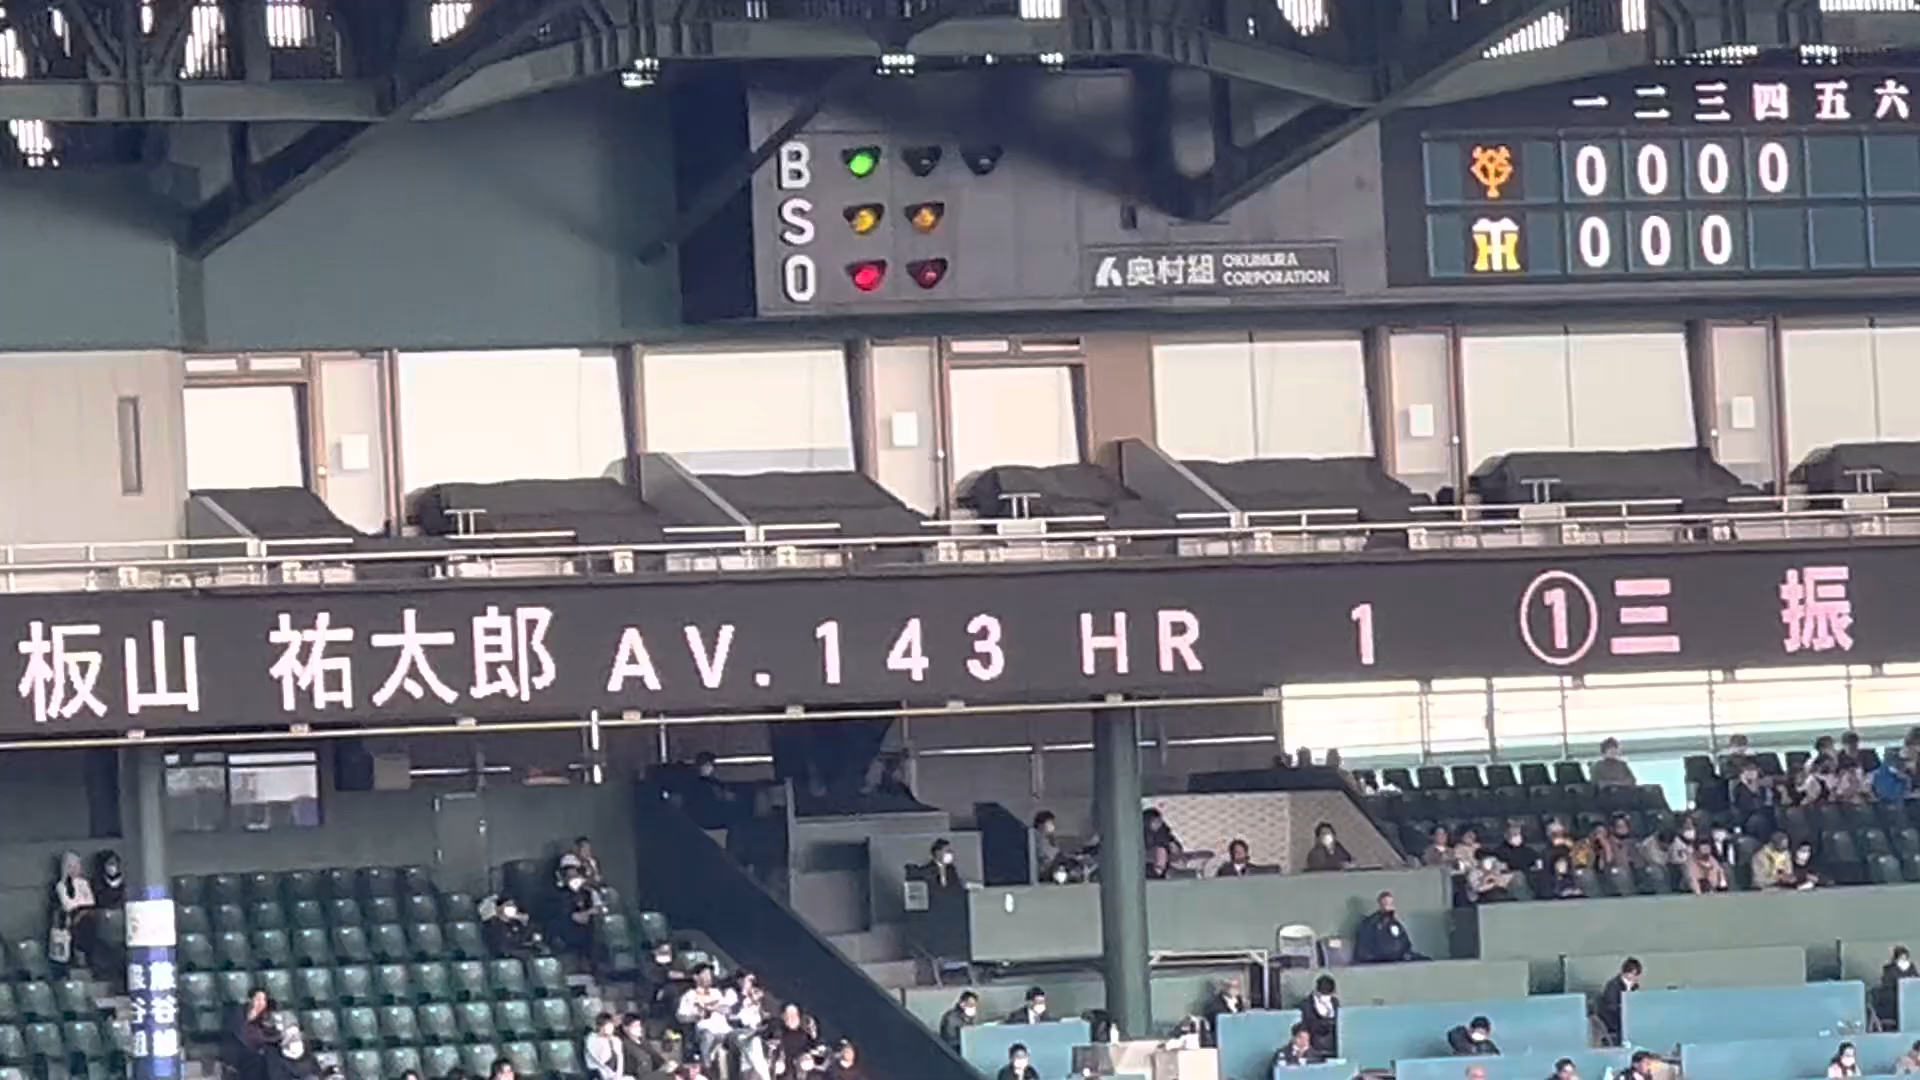 一 二 三 四 五 六
B
S
O
0 0 0 0
0 0 0
奥村組 OKUMURA CORPORATION
板山 祐太郎 AV. 143 HR 1 ①三 振